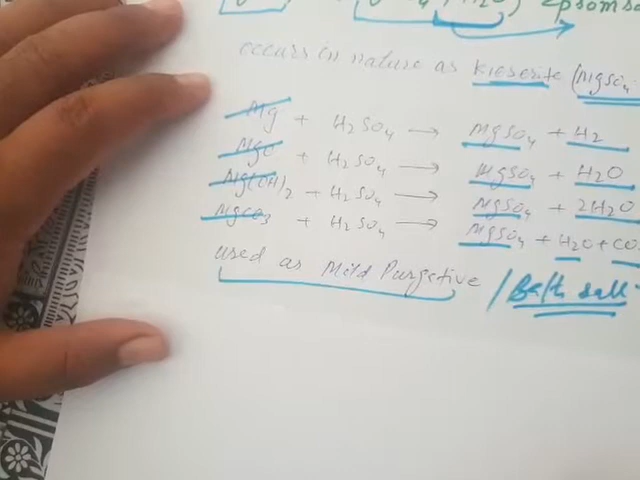 occurs in nature as kieserite (MgSO4
Mg + H2SO4 → MgSO4 + H2
MgO + H2SO4 → MgSO4 + H2O
Mg(OH)2 + H2SO4 → MgSO4 + 2H2O
MgCO3 + H2SO4 → MgSO4 + H2O + CO
used as Mild Purgative / Bath salt